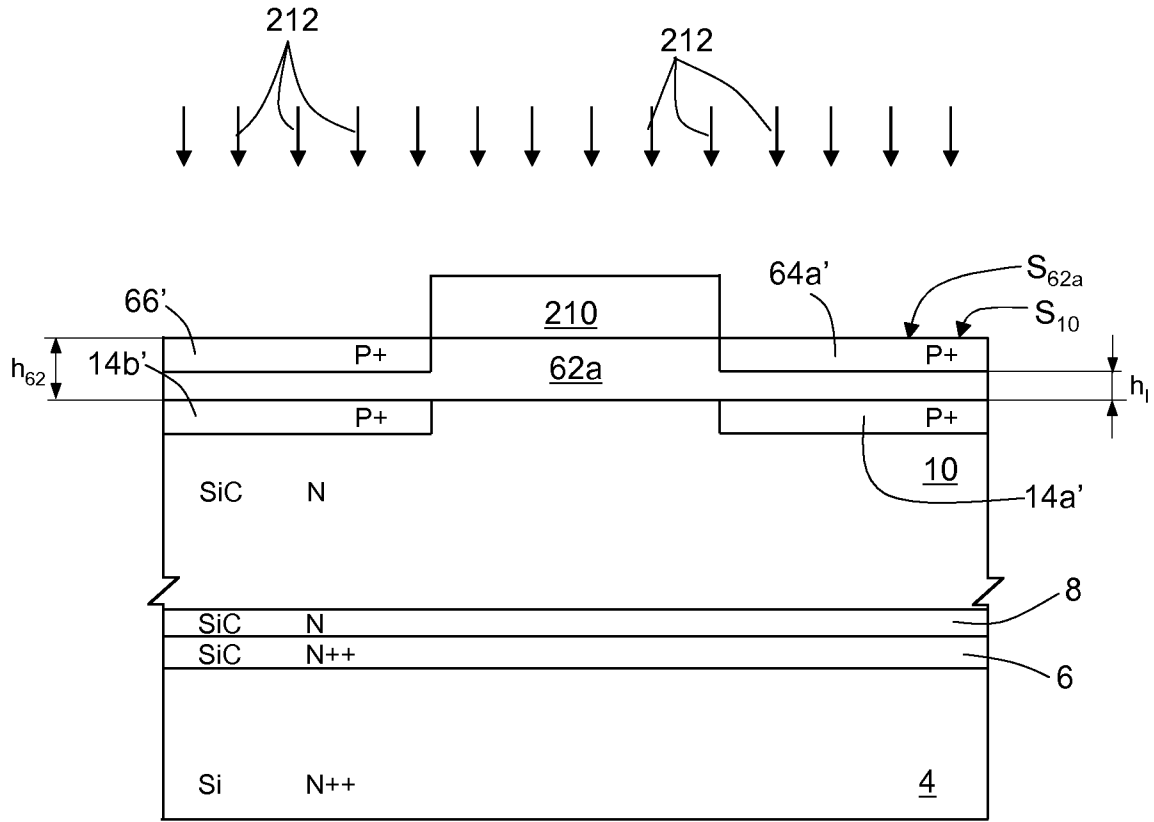 212
212
66'
64a'
S62a
S10
210
P+
P+
h62
14b'
62a
hI
P+
P+
10
SiC N
14a'
SiC N
8
SiC N++
6
Si N++
4